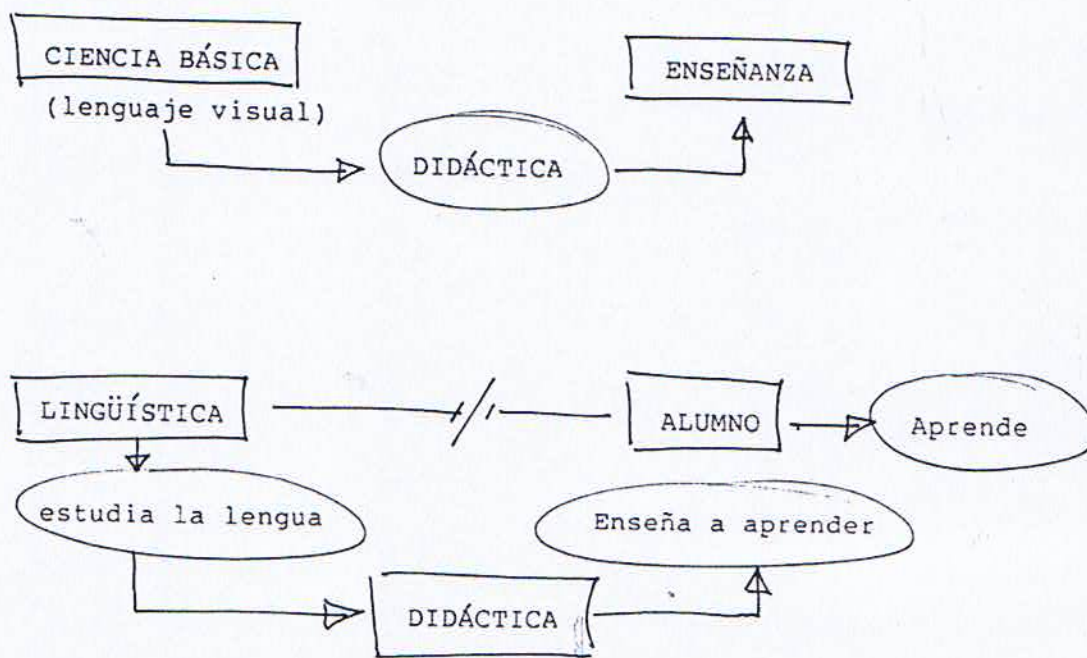 CIENCIA BÁSICA
(lenguaje visual)
ENSEÑANZA
DIDÁCTICA
LINGÜÍSTICA
ALUMNO
Aprende
estudia la lengua
Enseña a aprender
DIDÁCTICA